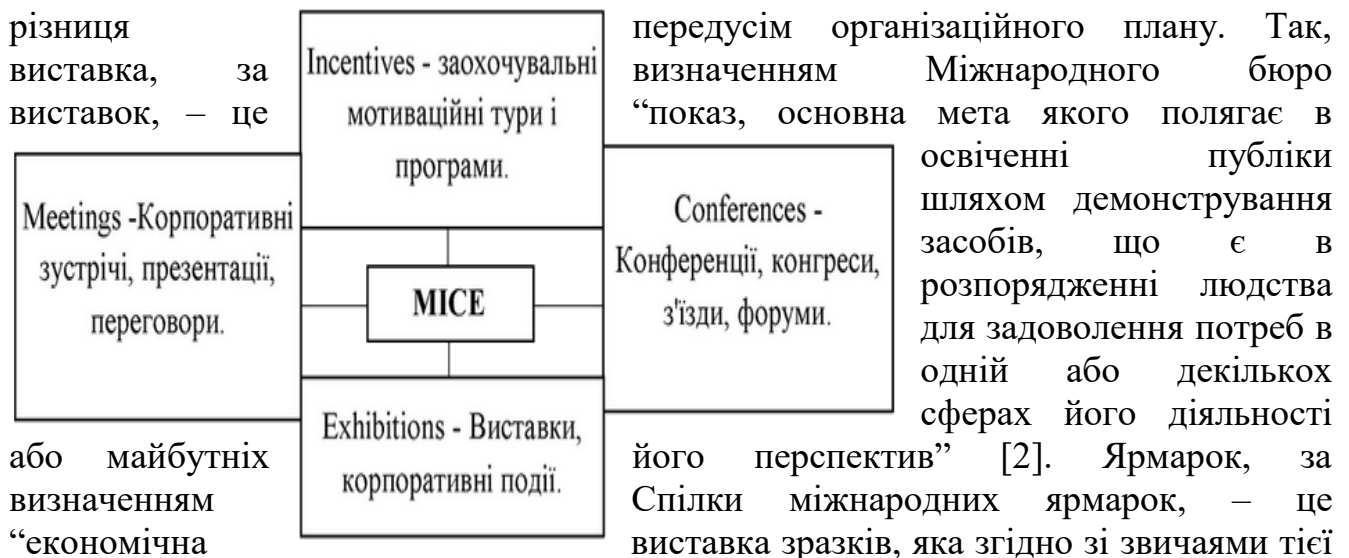 різниця передусім організаційного плану. Так,
виставка, за визначенням Міжнародного бюро
виставок, – це “показ, основна мета якого полягає в
освіченні публіки
шляхом демонстрування
засобів, що є в
розпорядженні людства
для задоволення потреб в
одній або декількох
сферах його діяльності
або майбутніх його перспектив” [2]. Ярмарок, за
визначенням Спілки міжнародних ярмарок, – це
“економічна виставка зразків, яка згідно зі звичаями тієї
Incentives - заохочувальні
мотиваційні тури і
програми.
Meetings -Корпоративні
зустрічі, презентації,
переговори.
MICE
Conferences -
Конференції, конгреси,
з'їзди, форуми.
Exhibitions - Виставки,
корпоративні події.